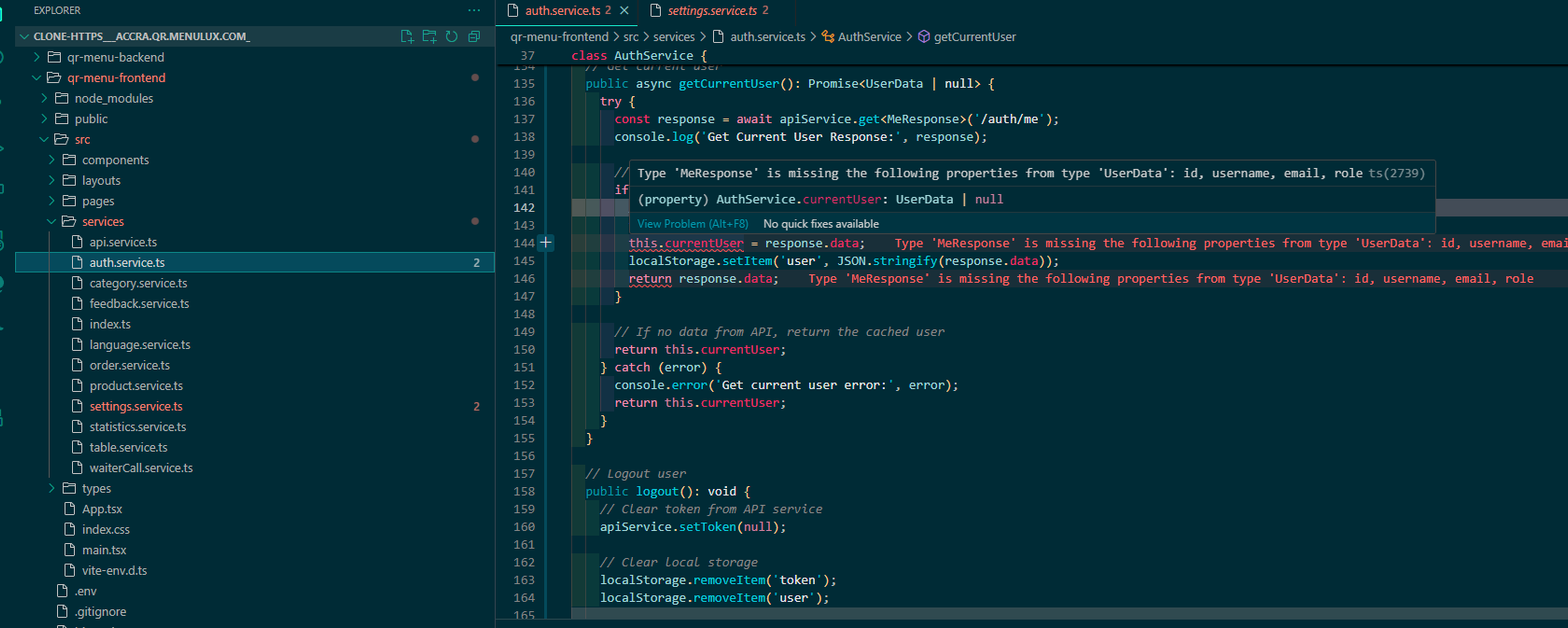 EXPLORER
···
auth.service.ts 2
settings.service.ts 2
CLONE-HTTPS___ACCRA.QR.MENULUX.COM_
qr-menu-frontend > src > services > auth.service.ts > AuthService > getCurrentUser
qr-menu-backend
qr-menu-frontend
node_modules
public
src
components
layouts
pages
services
api.service.ts
auth.service.ts 2
category.service.ts
feedback.service.ts
index.ts
language.service.ts
order.service.ts
product.service.ts
settings.service.ts 2
statistics.service.ts
table.service.ts
waiterCall.service.ts
types
App.tsx
index.css
main.tsx
vite-env.d.ts
.env
.gitignore
37 class AuthService {
134 // Get current user
135 public async getCurrentUser(): Promise<UserData | null> {
136 try {
137 const response = await apiService.get<MeResponse>('/auth/me');
138 console.log('Get Current User Response:', response);
139
140 //
141 if
142
143
Type 'MeResponse' is missing the following properties from type 'UserData': id, username, email, role ts(2739)
(property) AuthService.currentUser: UserData | null
View Problem (Alt+F8) No quick fixes available
144 this.currentUser = response.data; Type 'MeResponse' is missing the following properties from type 'UserData': id, username, emai
145 localStorage.setItem('user', JSON.stringify(response.data));
146 return response.data; Type 'MeResponse' is missing the following properties from type 'UserData': id, username, email, role
147 }
148
149 // If no data from API, return the cached user
150 return this.currentUser;
151 } catch (error) {
152 console.error('Get current user error:', error);
153 return this.currentUser;
154 }
155 }
156
157 // Logout user
158 public logout(): void {
159 // Clear token from API service
160 apiService.setToken(null);
161
162 // Clear local storage
163 localStorage.removeItem('token');
164 localStorage.removeItem('user');
165